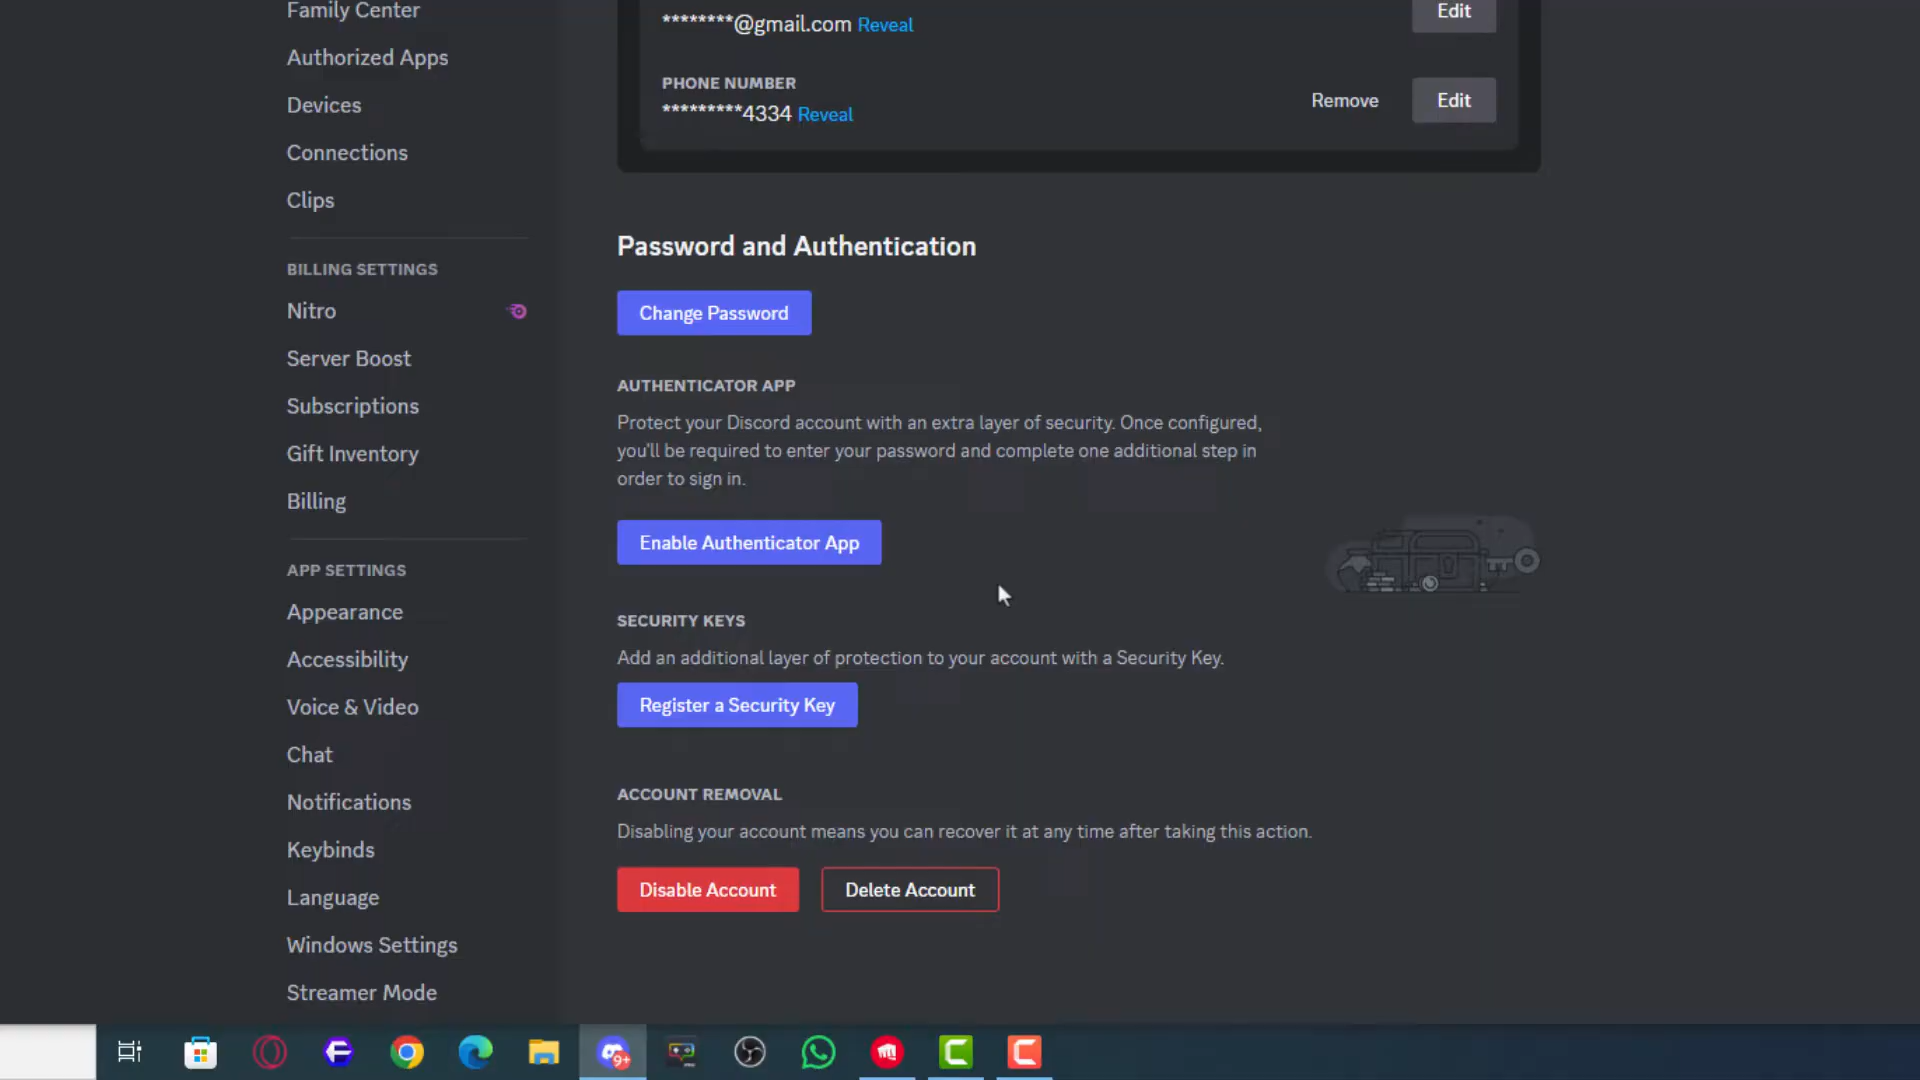 Family Center
Authorized Apps
Devices
Connections
Clips
BILLING SETTINGS
Nitro
Server Boost
Subscriptions
Gift Inventory
Billing
APP SETTINGS
Appearance
Accessibility
Voice & Video
Chat
Notifications
Keybinds
Language
Windows Settings
Streamer Mode
********@gmail.com Reveal
Edit
PHONE NUMBER
*********4334 Reveal
Remove
Edit
Password and Authentication
Change Password
AUTHENTICATOR APP
Protect your Discord account with an extra layer of security. Once configured,
you'll be required to enter your password and complete one additional step in
order to sign in.
Enable Authenticator App
SECURITY KEYS
Add an additional layer of protection to your account with a Security Key.
Register a Security Key
ACCOUNT REMOVAL
Disabling your account means you can recover it at any time after taking this action.
Disable Account
Delete Account
9+